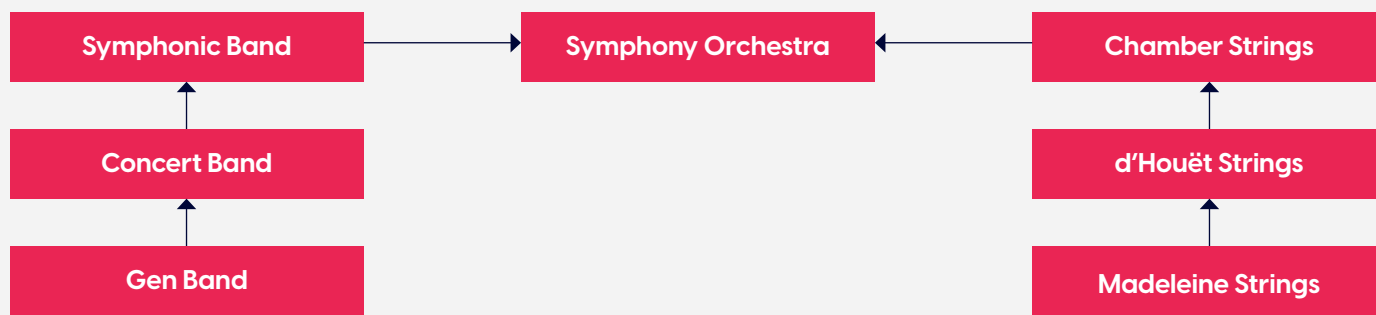 Symphonic Band
Symphony Orchestra
Chamber Strings
Concert Band
d’Houët Strings
Gen Band
Madeleine Strings